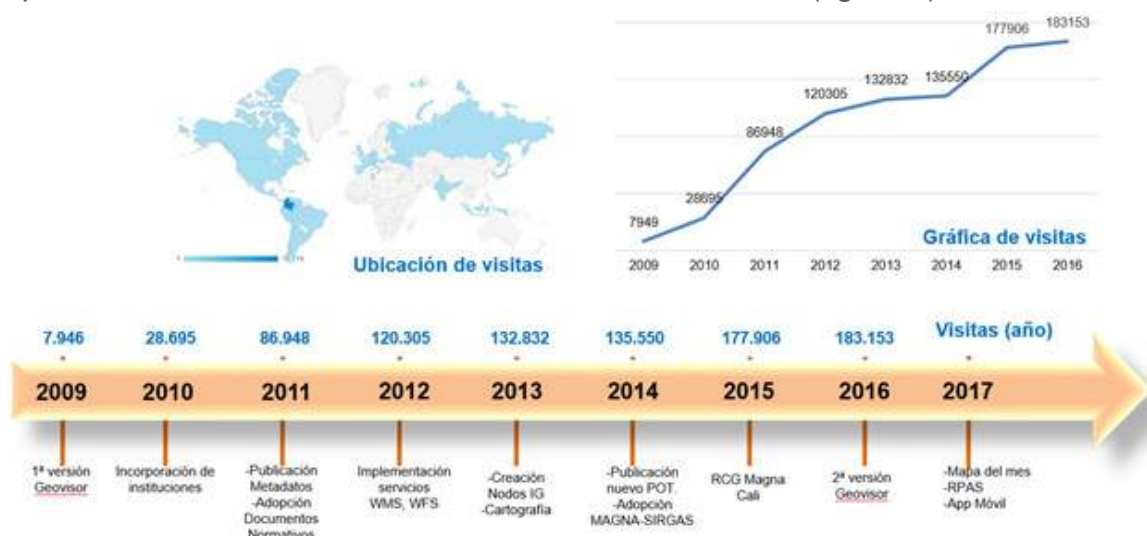 177906
183153
132832
135550
120305
86948
28695
7949
Gráfica de visitas
2009 2010 2011 2012 2013 2014 2015 2016
Ubicación de visitas
7.946 28.695 86.948 120.305 132.832 135.550 177.906 183.153 Visitas (año)
2009 2010 2011 2012 2013 2014 2015 2016 2017
1ª versión
Geovisor
Incorporación de
instituciones
-Publicación
Metadatos
-Adopción
Documentos
Normativos
Implementación
servicios
WMS, WFS
-Creación
Nodos IG
-Cartografía
-Publicación
nuevo POT.
-Adopción
MAGNA-SIRGAS
RCG Magna
Cali
2ª versión
Geovisor
-Mapa del mes
-RPAS
-App Móvil